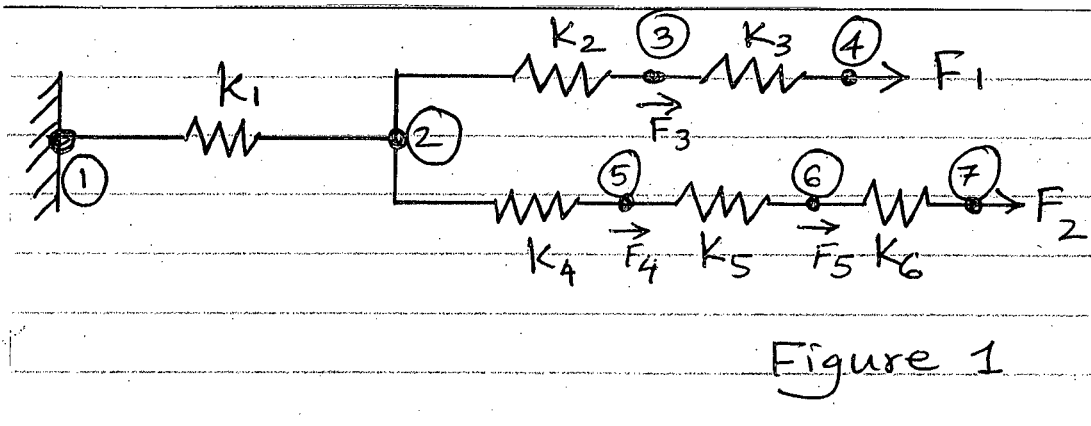 K2 ③ K3 ④ F1
K1 F3
① ② ⑤ ⑥ ⑦ F2
K4 F4 K5 F5 K6
Figure 1